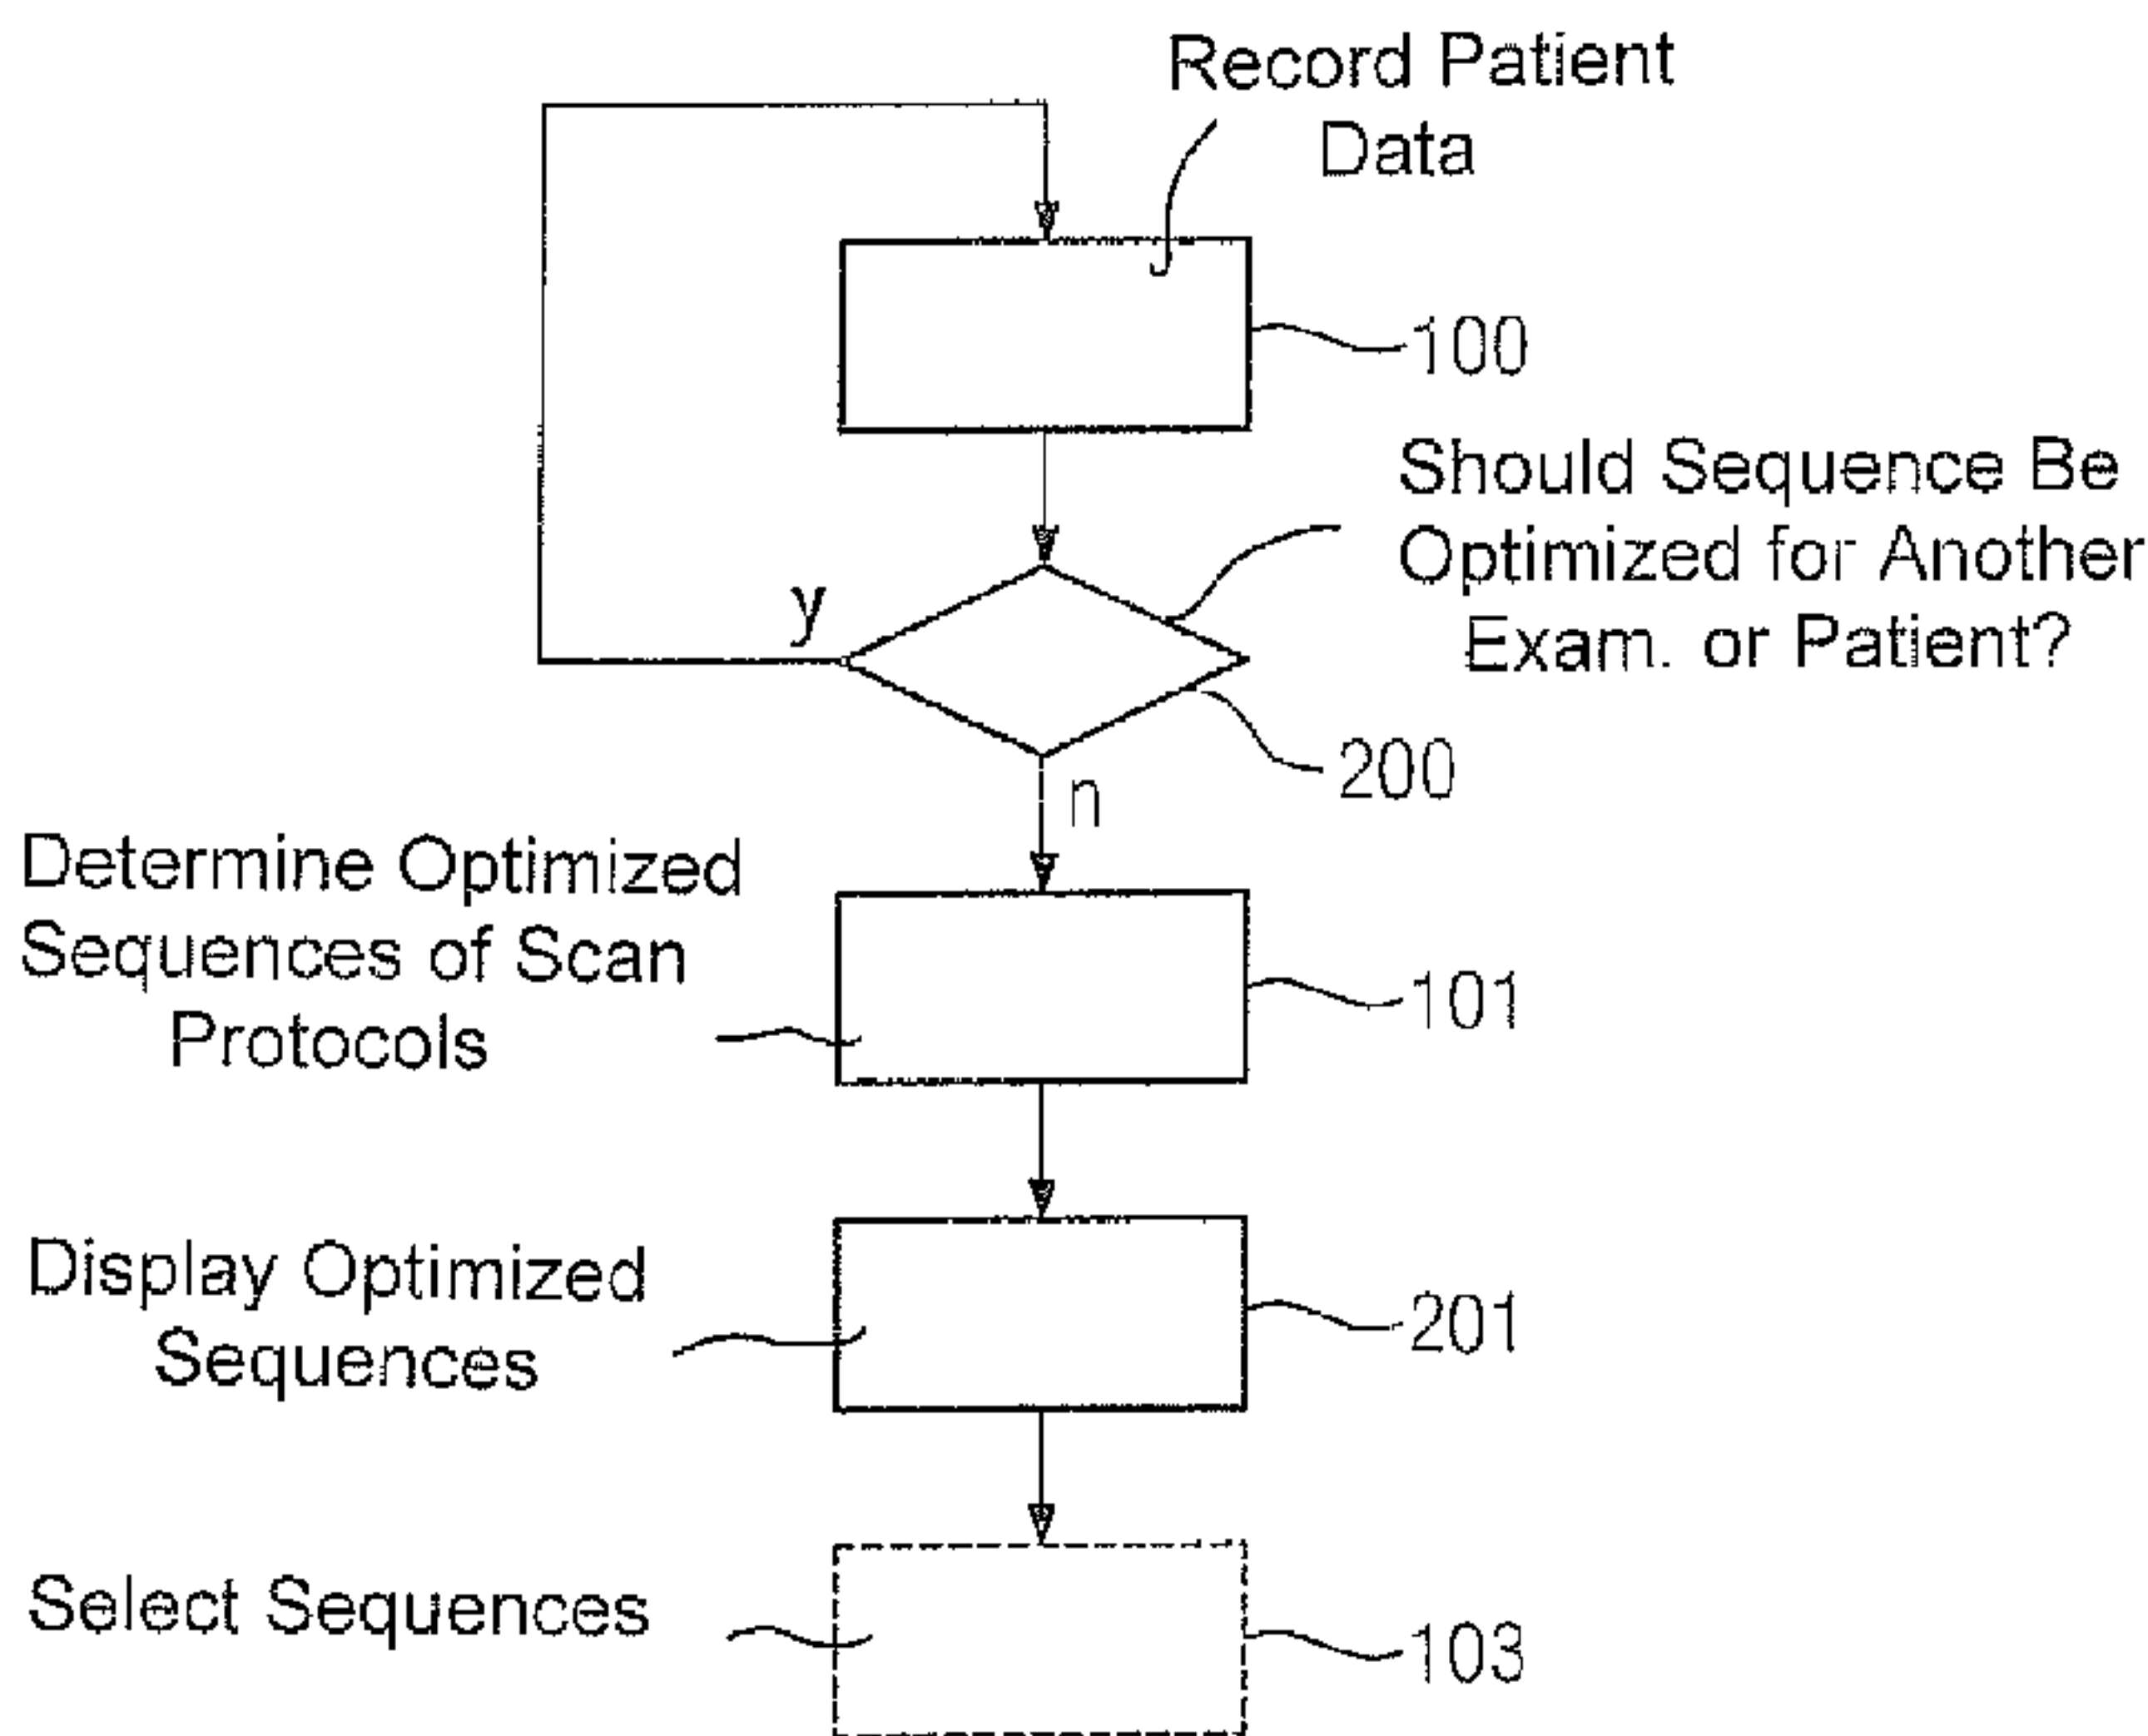 Record Patient
Data
100
Should Sequence Be
Optimized for Another
Exam. or Patient?
y
200
n
Determine Optimized
Sequences of Scan
Protocols
101
Display Optimized
Sequences
201
Select Sequences
103